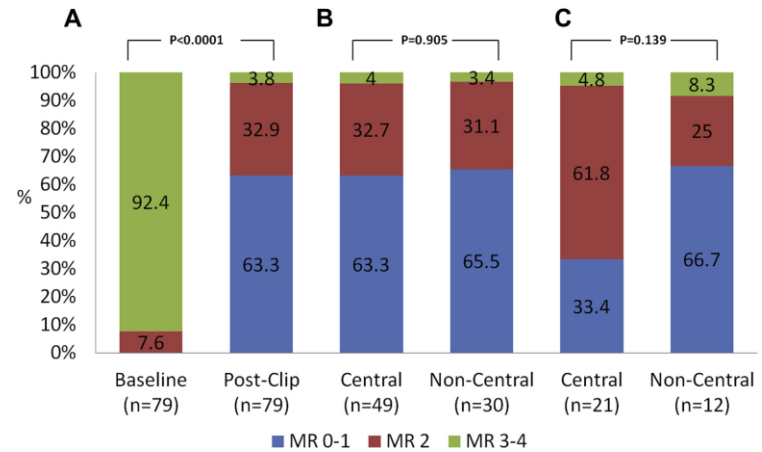 A B C
P<0.0001 P=0.905 P=0.139
100%
90%
80%
70%
60%
50%
40%
30%
20%
10%
0%
%
3.8 4 3.4 4.8 8.3
32.9 32.7 31.1 61.8 25
92.4
63.3 63.3 65.5 33.4 66.7
7.6
Baseline Post-Clip Central Non-Central Central Non-Central
(n=79) (n=79) (n=49) (n=30) (n=21) (n=12)
MR 0-1 MR 2 MR 3-4